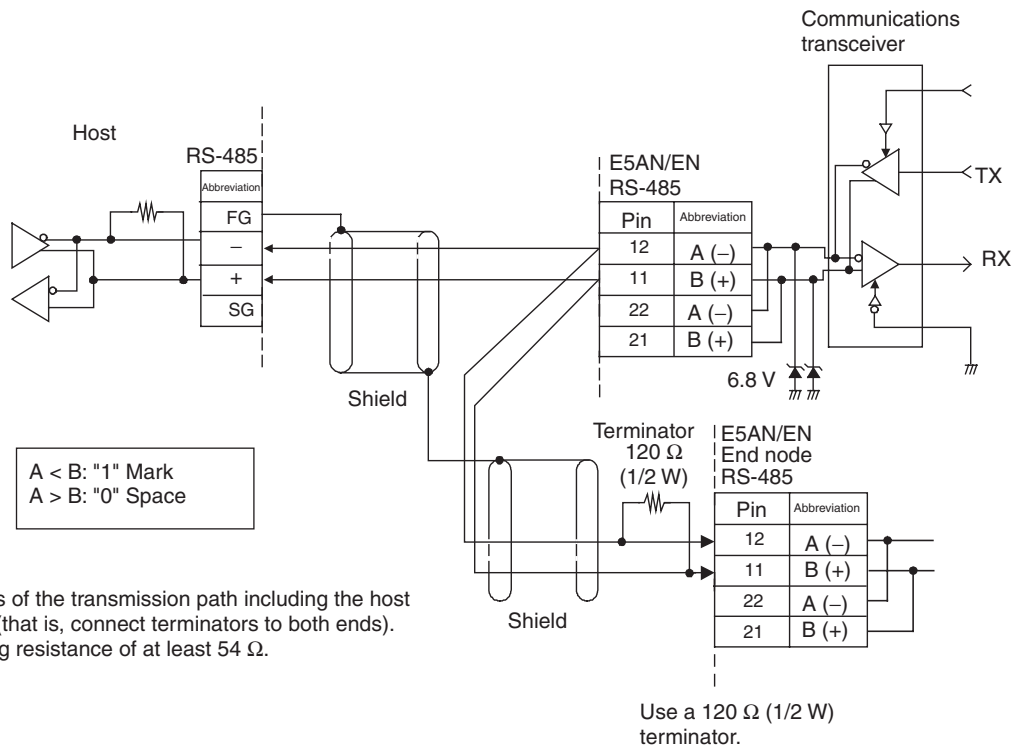 Communications
transceiver
Host
RS-485
Abbreviation
FG
−
+
SG
Shield
E5AN/EN
RS-485
Pin Abbreviation
12 A (−)
11 B (+)
22 A (−)
21 B (+)
TX
RX
6.8 V
A < B: "1" Mark
A > B: "0" Space
Terminator
120 Ω
(1/2 W)
E5AN/EN
End node
RS-485
Pin Abbreviation
12 A (−)
11 B (+)
22 A (−)
21 B (+)
Shield
s of the transmission path including the host
(that is, connect terminators to both ends).
g resistance of at least 54 Ω.
Use a 120 Ω (1/2 W)
terminator.